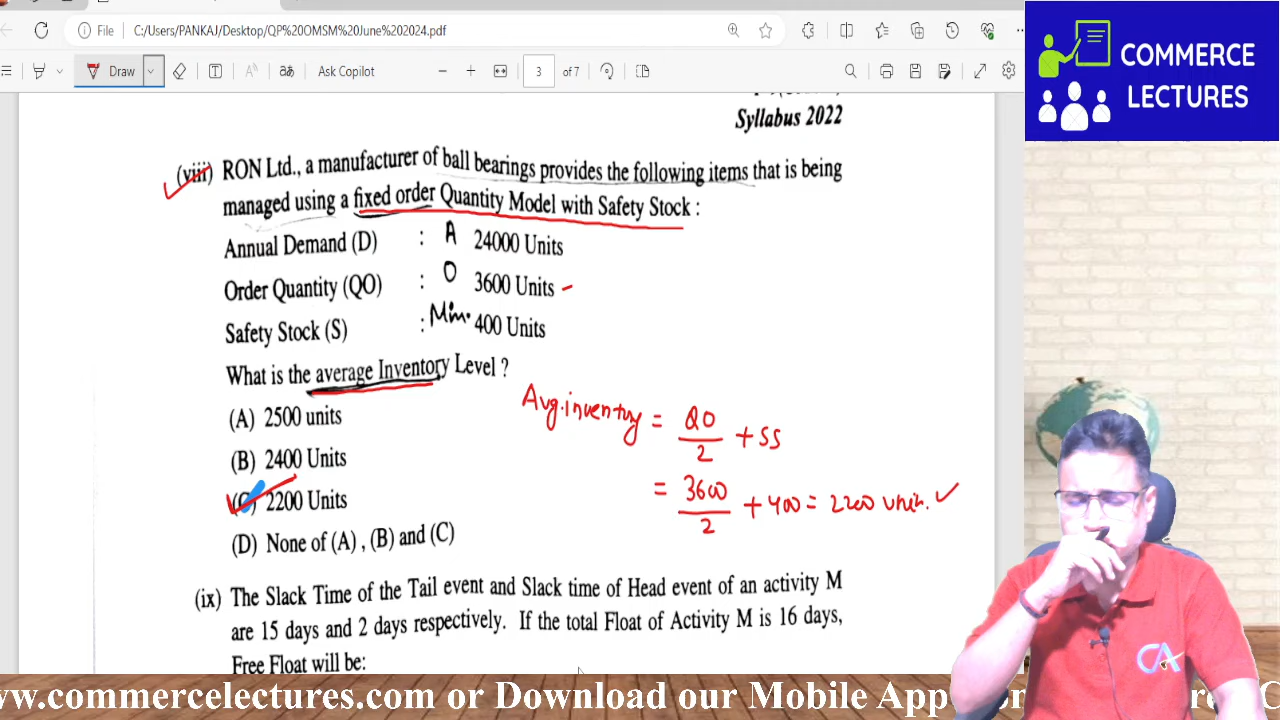 File C:/Users/PANKAJ/Desktop/QP%20OMSM%20June%202024.pdf
Draw
Ask Copilot
3 of 7
COMMERCE
LECTURES
Syllabus 2022
(viii) RON Ltd., a manufacturer of ball bearings provides the following items that is being
managed using a fixed order Quantity Model with Safety Stock :
Annual Demand (D) : A 24000 Units
Order Quantity (QO) : O 3600 Units
Safety Stock (S) : Min. 400 Units
What is the average Inventory Level ?
(A) 2500 units
(B) 2400 Units
(C) 2200 Units
(D) None of (A) , (B) and (C)
Avg.inventory = QO/2 + SS
= 3600/2 + 400 = 2200 units.
(ix) The Slack Time of the Tail event and Slack time of Head event of an activity M
are 15 days and 2 days respectively. If the total Float of Activity M is 16 days,
Free Float will be:
CA
www.commercelectures.com or Download our Mobile App